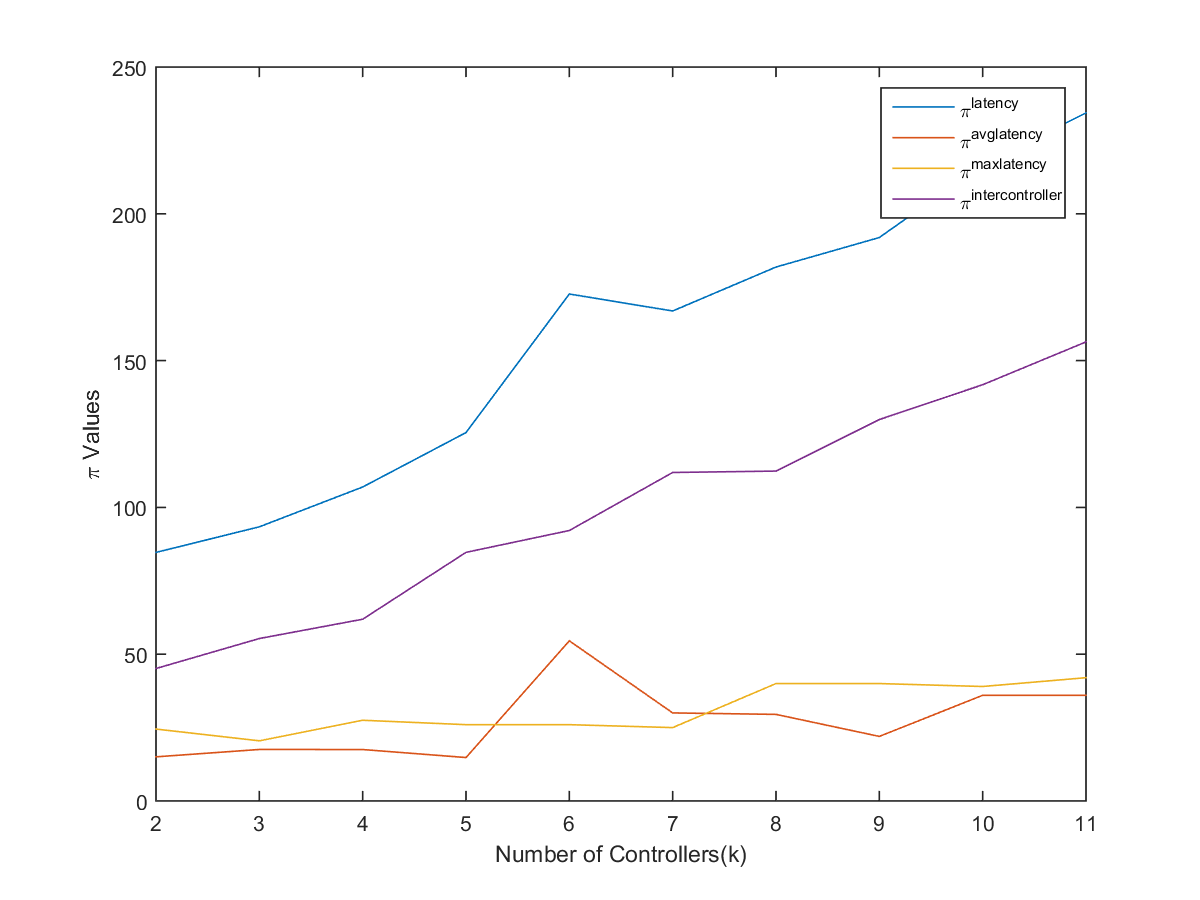 250
200
150
100
50
0
π Values
π^latency
π^avglatency
π^maxlatency
π^intercontroller
2 3 4 5 6 7 8 9 10 11
Number of Controllers(k)